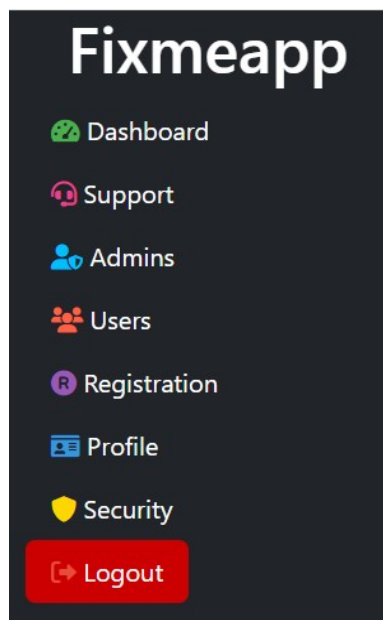 Fixmeapp
Dashboard
Support
Admins
Users
R Registration
Profile
Security
Logout